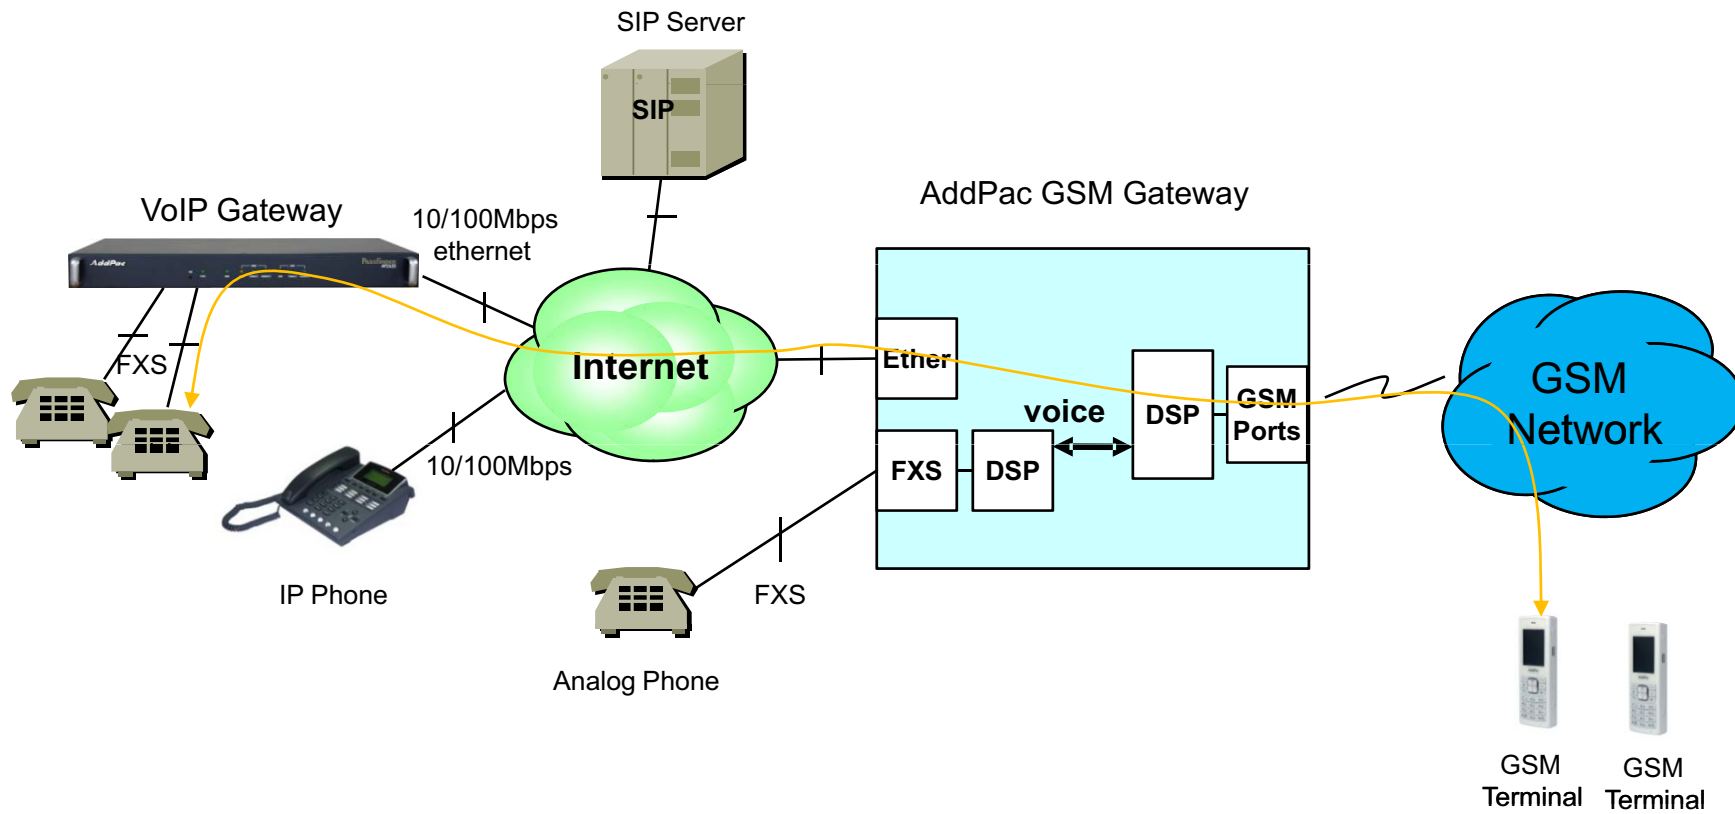 SIP Server
SIP
AddPac GSM Gateway
VoIP Gateway
10/100Mbps
ethernet
AddPac
FXS
Internet
Ether
voice
DSP
GSM
Ports
GSM
Network
FXS
DSP
10/100Mbps
IP Phone
FXS
Analog Phone
GSM
Terminal
GSM
Terminal